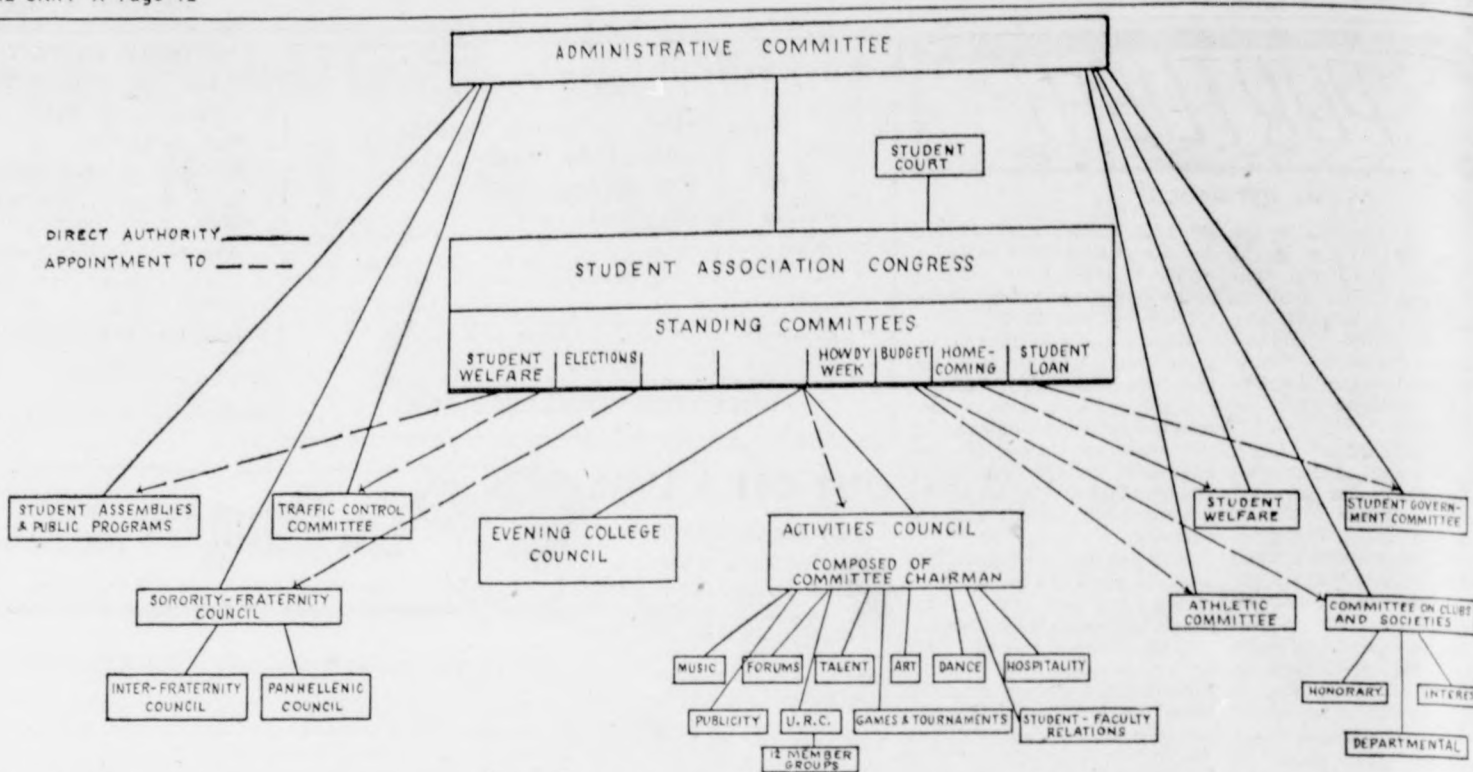 ADMINISTRATIVE COMMITTEE
STUDENT
COURT
DIRECT AUTHORITY
APPOINTMENT TO
STUDENT ASSOCIATION CONGRESS
STANDING COMMITTEES
STUDENT
WELFARE
ELECTIONS
HOWDY
WEEK
BUDGET
HOME-
COMING
STUDENT
LOAN
STUDENT ASSEMBLIES
& PUBLIC PROGRAMS
TRAFFIC CONTROL
COMMITTEE
EVENING COLLEGE
COUNCIL
ACTIVITIES COUNCIL
COMPOSED OF
COMMITTEE CHAIRMAN
STUDENT
WELFARE
STUDENT GOVERN-
MENT COMMITTEE
SORORITY-FRATERNITY
COUNCIL
ATHLETIC
COMMITTEE
COMMITTEE ON CLUBS
AND SOCIETIES
INTER-FRATERNITY
COUNCIL
PANHELLENIC
COUNCIL
MUSIC
FORUMS
TALENT
ART
DANCE
HOSPITALITY
HONORARY
PUBLICITY
U.R.C.
GAMES & TOURNAMENTS
STUDENT-FACULTY
RELATIONS
12 MEMBER
GROUPS
DEPARTMENTAL